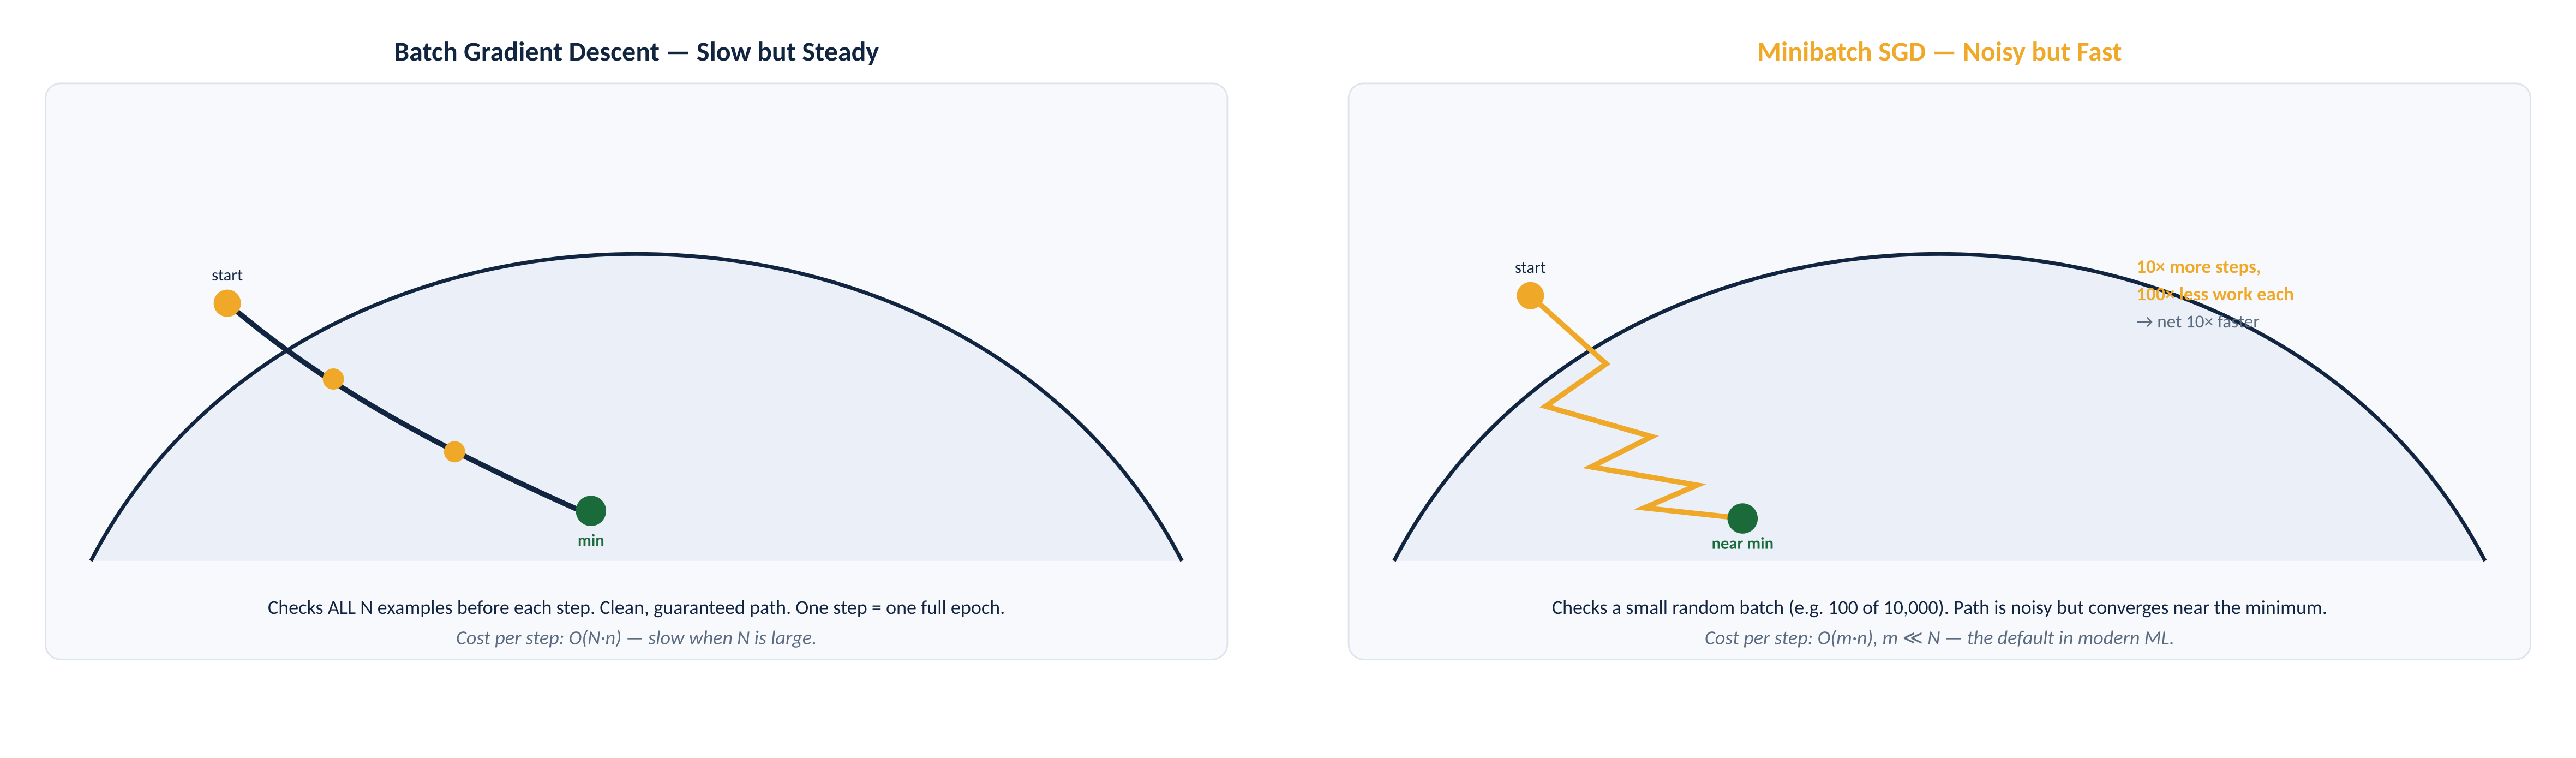 Batch Gradient Descent — Slow but Steady
start
min
Checks ALL N examples before each step. Clean, guaranteed path. One step = one full epoch.
Cost per step: O(N·n) — slow when N is large.
Minibatch SGD — Noisy but Fast
start
10× more steps,
100× less work each
→ net 10× faster
near min
Checks a small random batch (e.g. 100 of 10,000). Path is noisy but converges near the minimum.
Cost per step: O(m·n), m ≪ N — the default in modern ML.